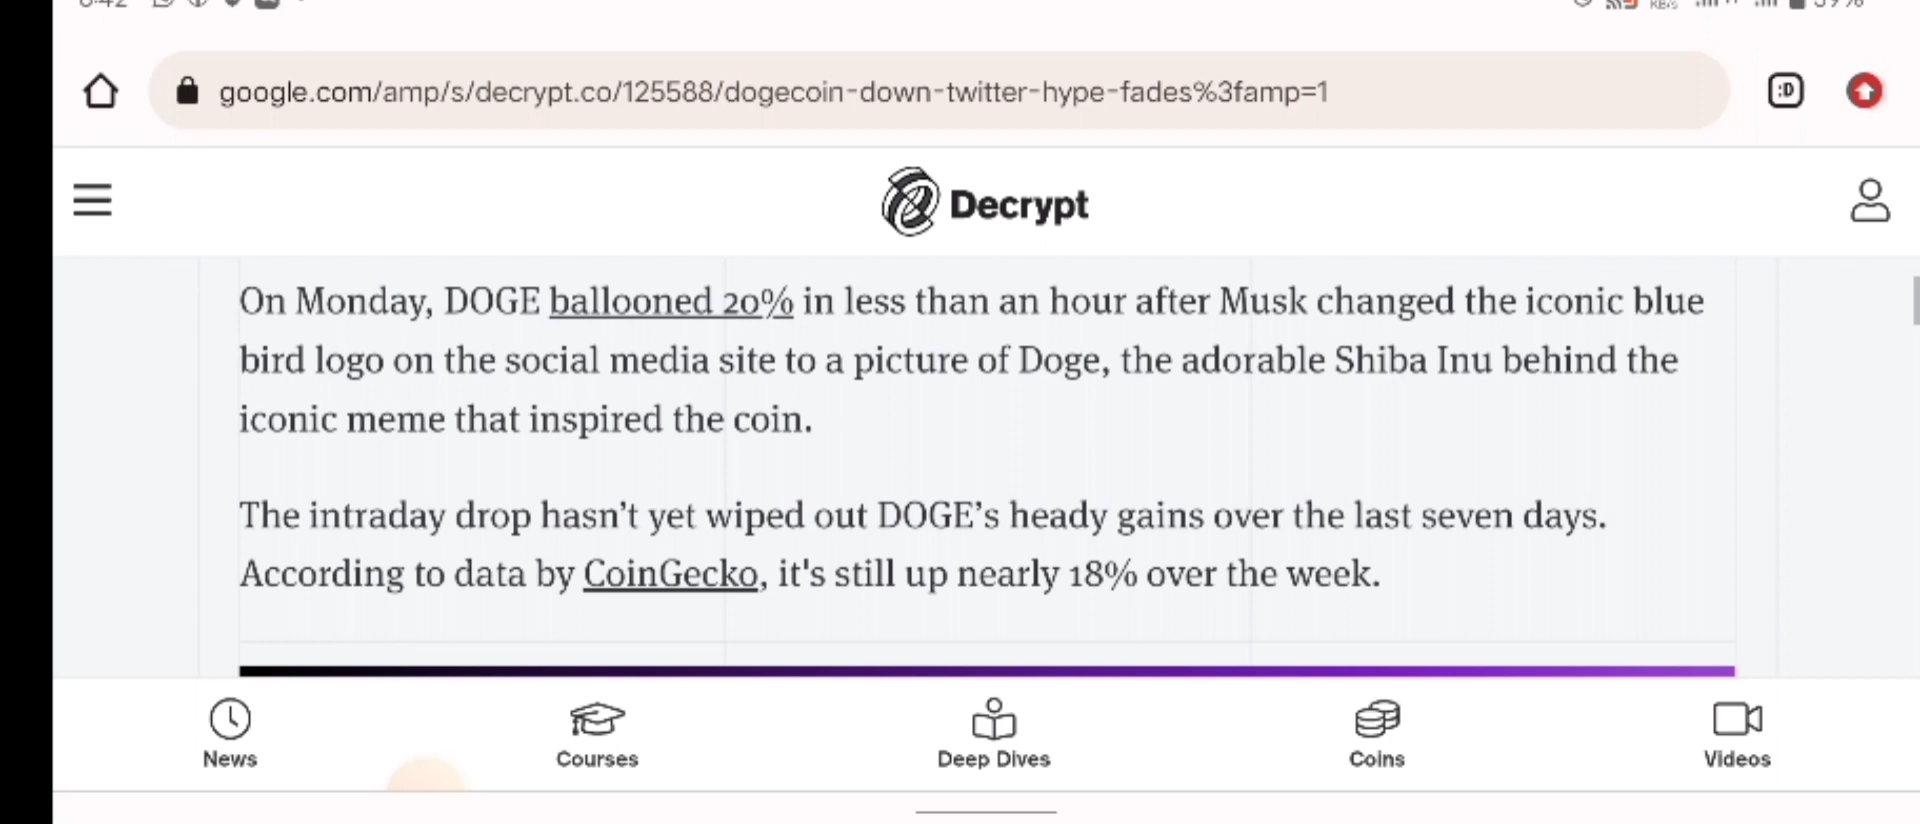 google.com/amp/s/decrypt.co/125588/dogecoin-down-twitter-hype-fades%3famp=1
:D
Decrypt
On Monday, DOGE ballooned 20% in less than an hour after Musk changed the iconic blue
bird logo on the social media site to a picture of Doge, the adorable Shiba Inu behind the
iconic meme that inspired the coin.
The intraday drop hasn’t yet wiped out DOGE’s heady gains over the last seven days.
According to data by CoinGecko, it's still up nearly 18% over the week.
News
Courses
Deep Dives
Coins
Videos